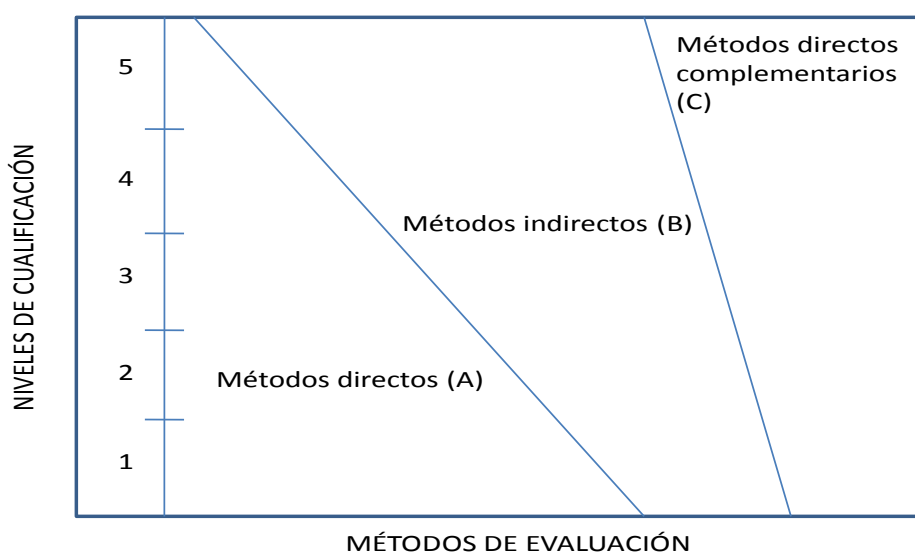 NIVELES DE CUALIFICACIÓN
5
4
3
2
1
Métodos directos
complementarios
(C)
Métodos indirectos (B)
Métodos directos (A)
MÉTODOS DE EVALUACIÓN